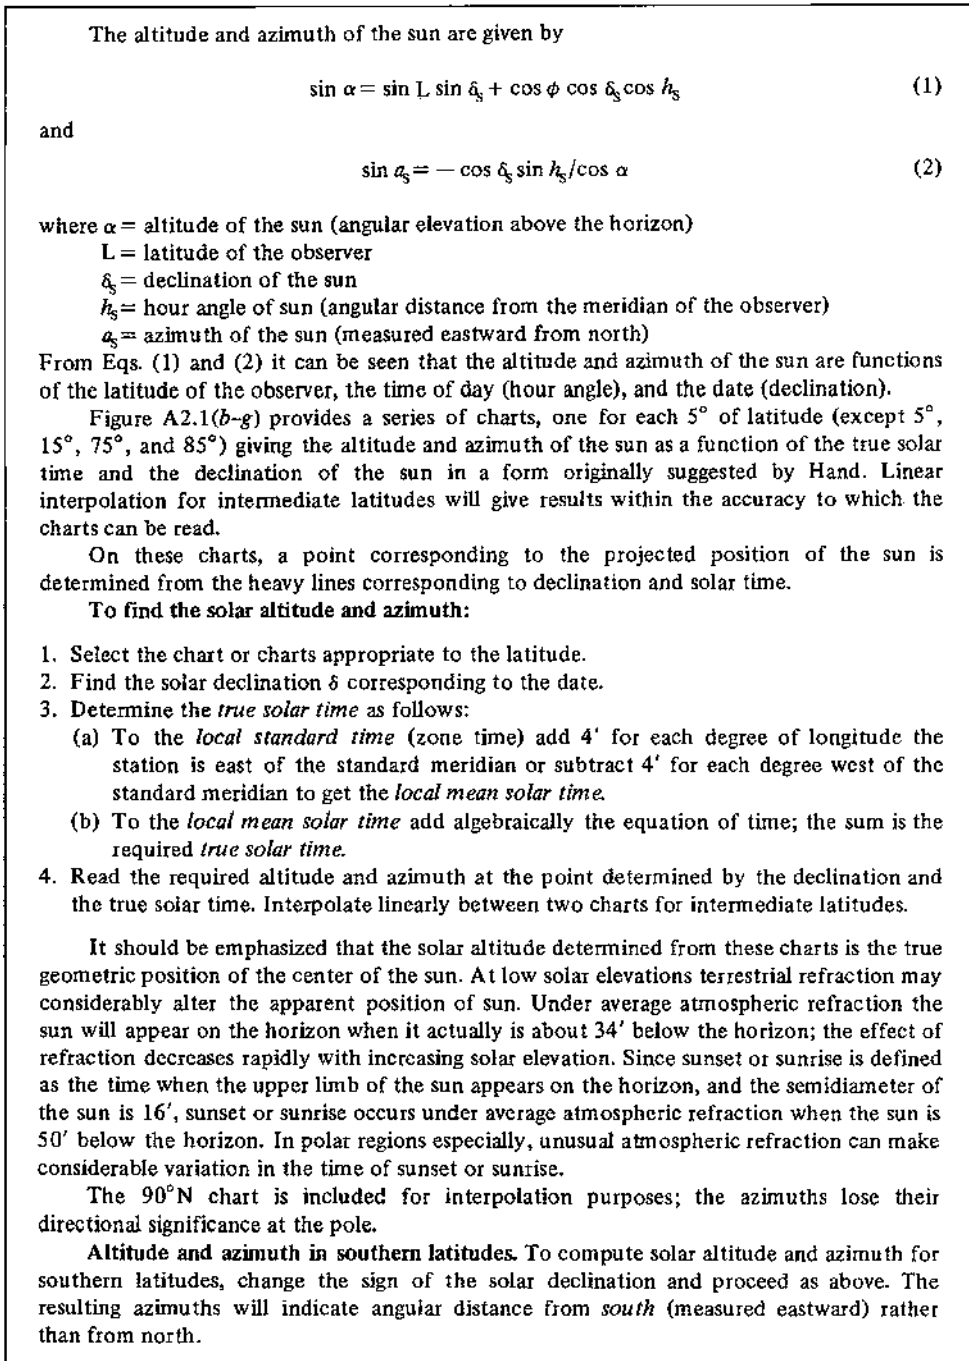 The altitude and azimuth of the sun are given by
sin α = sin L sin δₛ + cos ϕ cos δₛ cos hₛ (1)
and
sin aₛ = − cos δₛ sin hₛ/cos α (2)
where α = altitude of the sun (angular elevation above the horizon)
L = latitude of the observer
δₛ = declination of the sun
hₛ = hour angle of sun (angular distance from the meridian of the observer)
aₛ = azimuth of the sun (measured eastward from north)
From Eqs. (1) and (2) it can be seen that the altitude and azimuth of the sun are functions
of the latitude of the observer, the time of day (hour angle), and the date (declination).
Figure A2.1(b-g) provides a series of charts, one for each 5° of latitude (except 5°,
15°, 75°, and 85°) giving the altitude and azimuth of the sun as a function of the true solar
time and the declination of the sun in a form originally suggested by Hand. Linear
interpolation for intermediate latitudes will give results within the accuracy to which the
charts can be read.
On these charts, a point corresponding to the projected position of the sun is
determined from the heavy lines corresponding to declination and solar time.
To find the solar altitude and azimuth:
1. Select the chart or charts appropriate to the latitude.
2. Find the solar declination δ corresponding to the date.
3. Determine the true solar time as follows:
(a) To the local standard time (zone time) add 4′ for each degree of longitude the
station is east of the standard meridian or subtract 4′ for each degree west of the
standard meridian to get the local mean solar time.
(b) To the local mean solar time add algebraically the equation of time; the sum is the
required true solar time.
4. Read the required altitude and azimuth at the point determined by the declination and
the true solar time. Interpolate linearly between two charts for intermediate latitudes.
It should be emphasized that the solar altitude determined from these charts is the true
geometric position of the center of the sun. At low solar elevations terrestrial refraction may
considerably alter the apparent position of sun. Under average atmospheric refraction the
sun will appear on the horizon when it actually is about 34′ below the horizon; the effect of
refraction decreases rapidly with increasing solar elevation. Since sunset or sunrise is defined
as the time when the upper limb of the sun appears on the horizon, and the semidiameter of
the sun is 16′, sunset or sunrise occurs under average atmospheric refraction when the sun is
50′ below the horizon. In polar regions especially, unusual atmospheric refraction can make
considerable variation in the time of sunset or sunrise.
The 90°N chart is included for interpolation purposes; the azimuths lose their
directional significance at the pole.
Altitude and azimuth in southern latitudes. To compute solar altitude and azimuth for
southern latitudes, change the sign of the solar declination and proceed as above. The
resulting azimuths will indicate angular distance from south (measured eastward) rather
than from north.